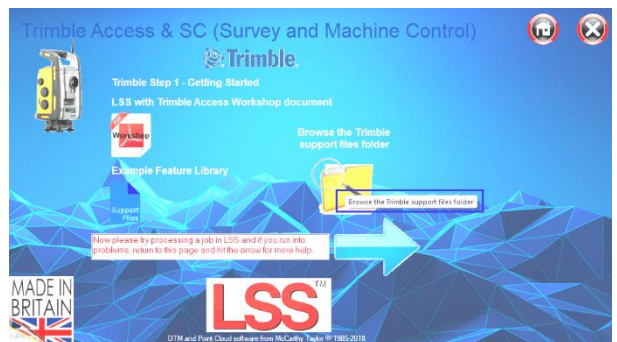 Trimble Access & SC (Survey and Machine Control)
Trimble.
Trimble Step 1 - Getting Started
LSS with Trimble Access Workshop document
Workshop
Browse the Trimble
support files folder
Example Feature Library
Browse the Trimble support files folder
Support
Files
Now please try processing a job in LSS and if you run into
problems, return to this page and hit the arrow for more help.
MADE IN
BRITAIN
LSS
TM
DTM and Point Cloud software from McCarthy Taylor © 1985-2018